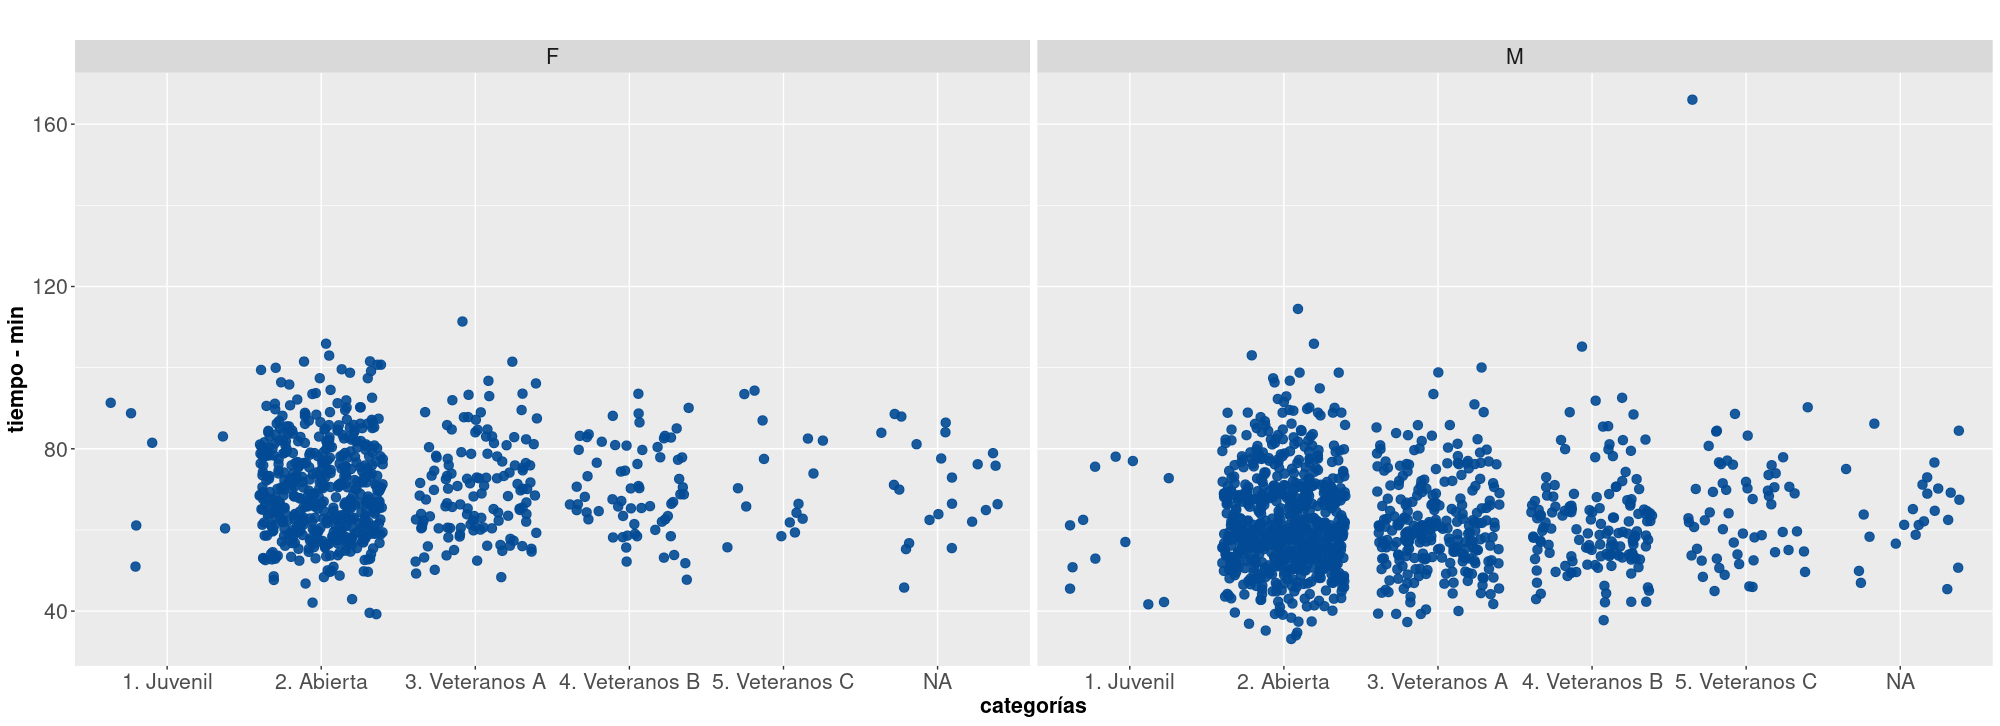 F
M
160
120
80
40
tiempo - min
1. Juvenil
2. Abierta
3. Veteranos A
4. Veteranos B
5. Veteranos C
NA
1. Juvenil
2. Abierta
3. Veteranos A
4. Veteranos B
5. Veteranos C
NA
categorías